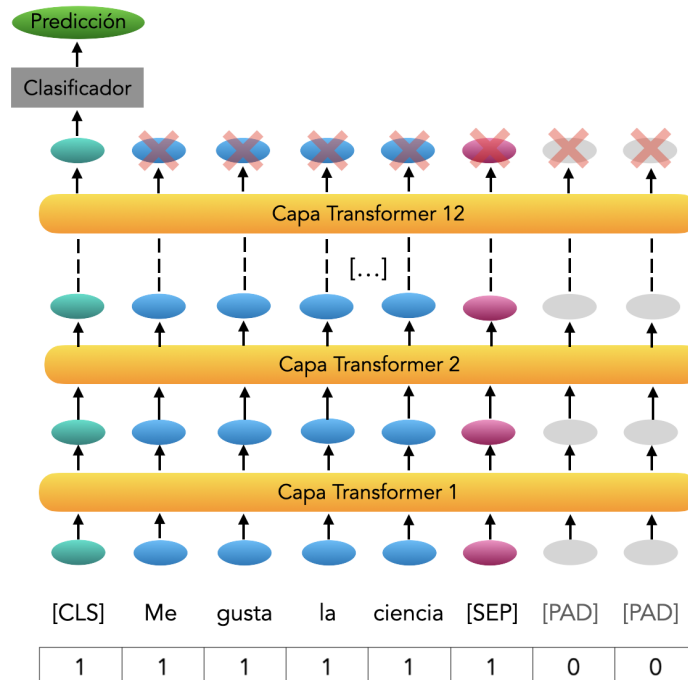 Predicción
Clasificador
Capa Transformer 12
[...]
Capa Transformer 2
Capa Transformer 1
[CLS] Me gusta la ciencia [SEP] [PAD] [PAD]
1 1 1 1 1 1 0 0